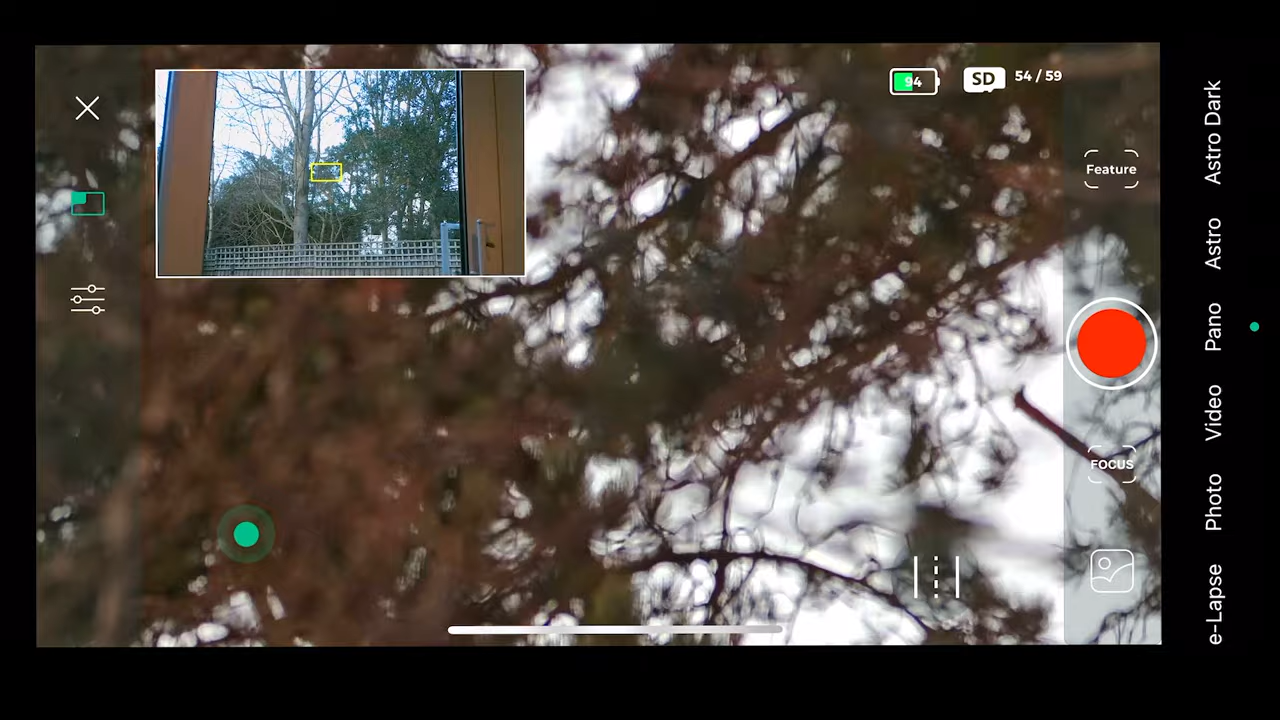 94
SD
54 / 59
Feature
FOCUS
Astro Dark
Astro
Pano
Video
Photo
e-Lapse